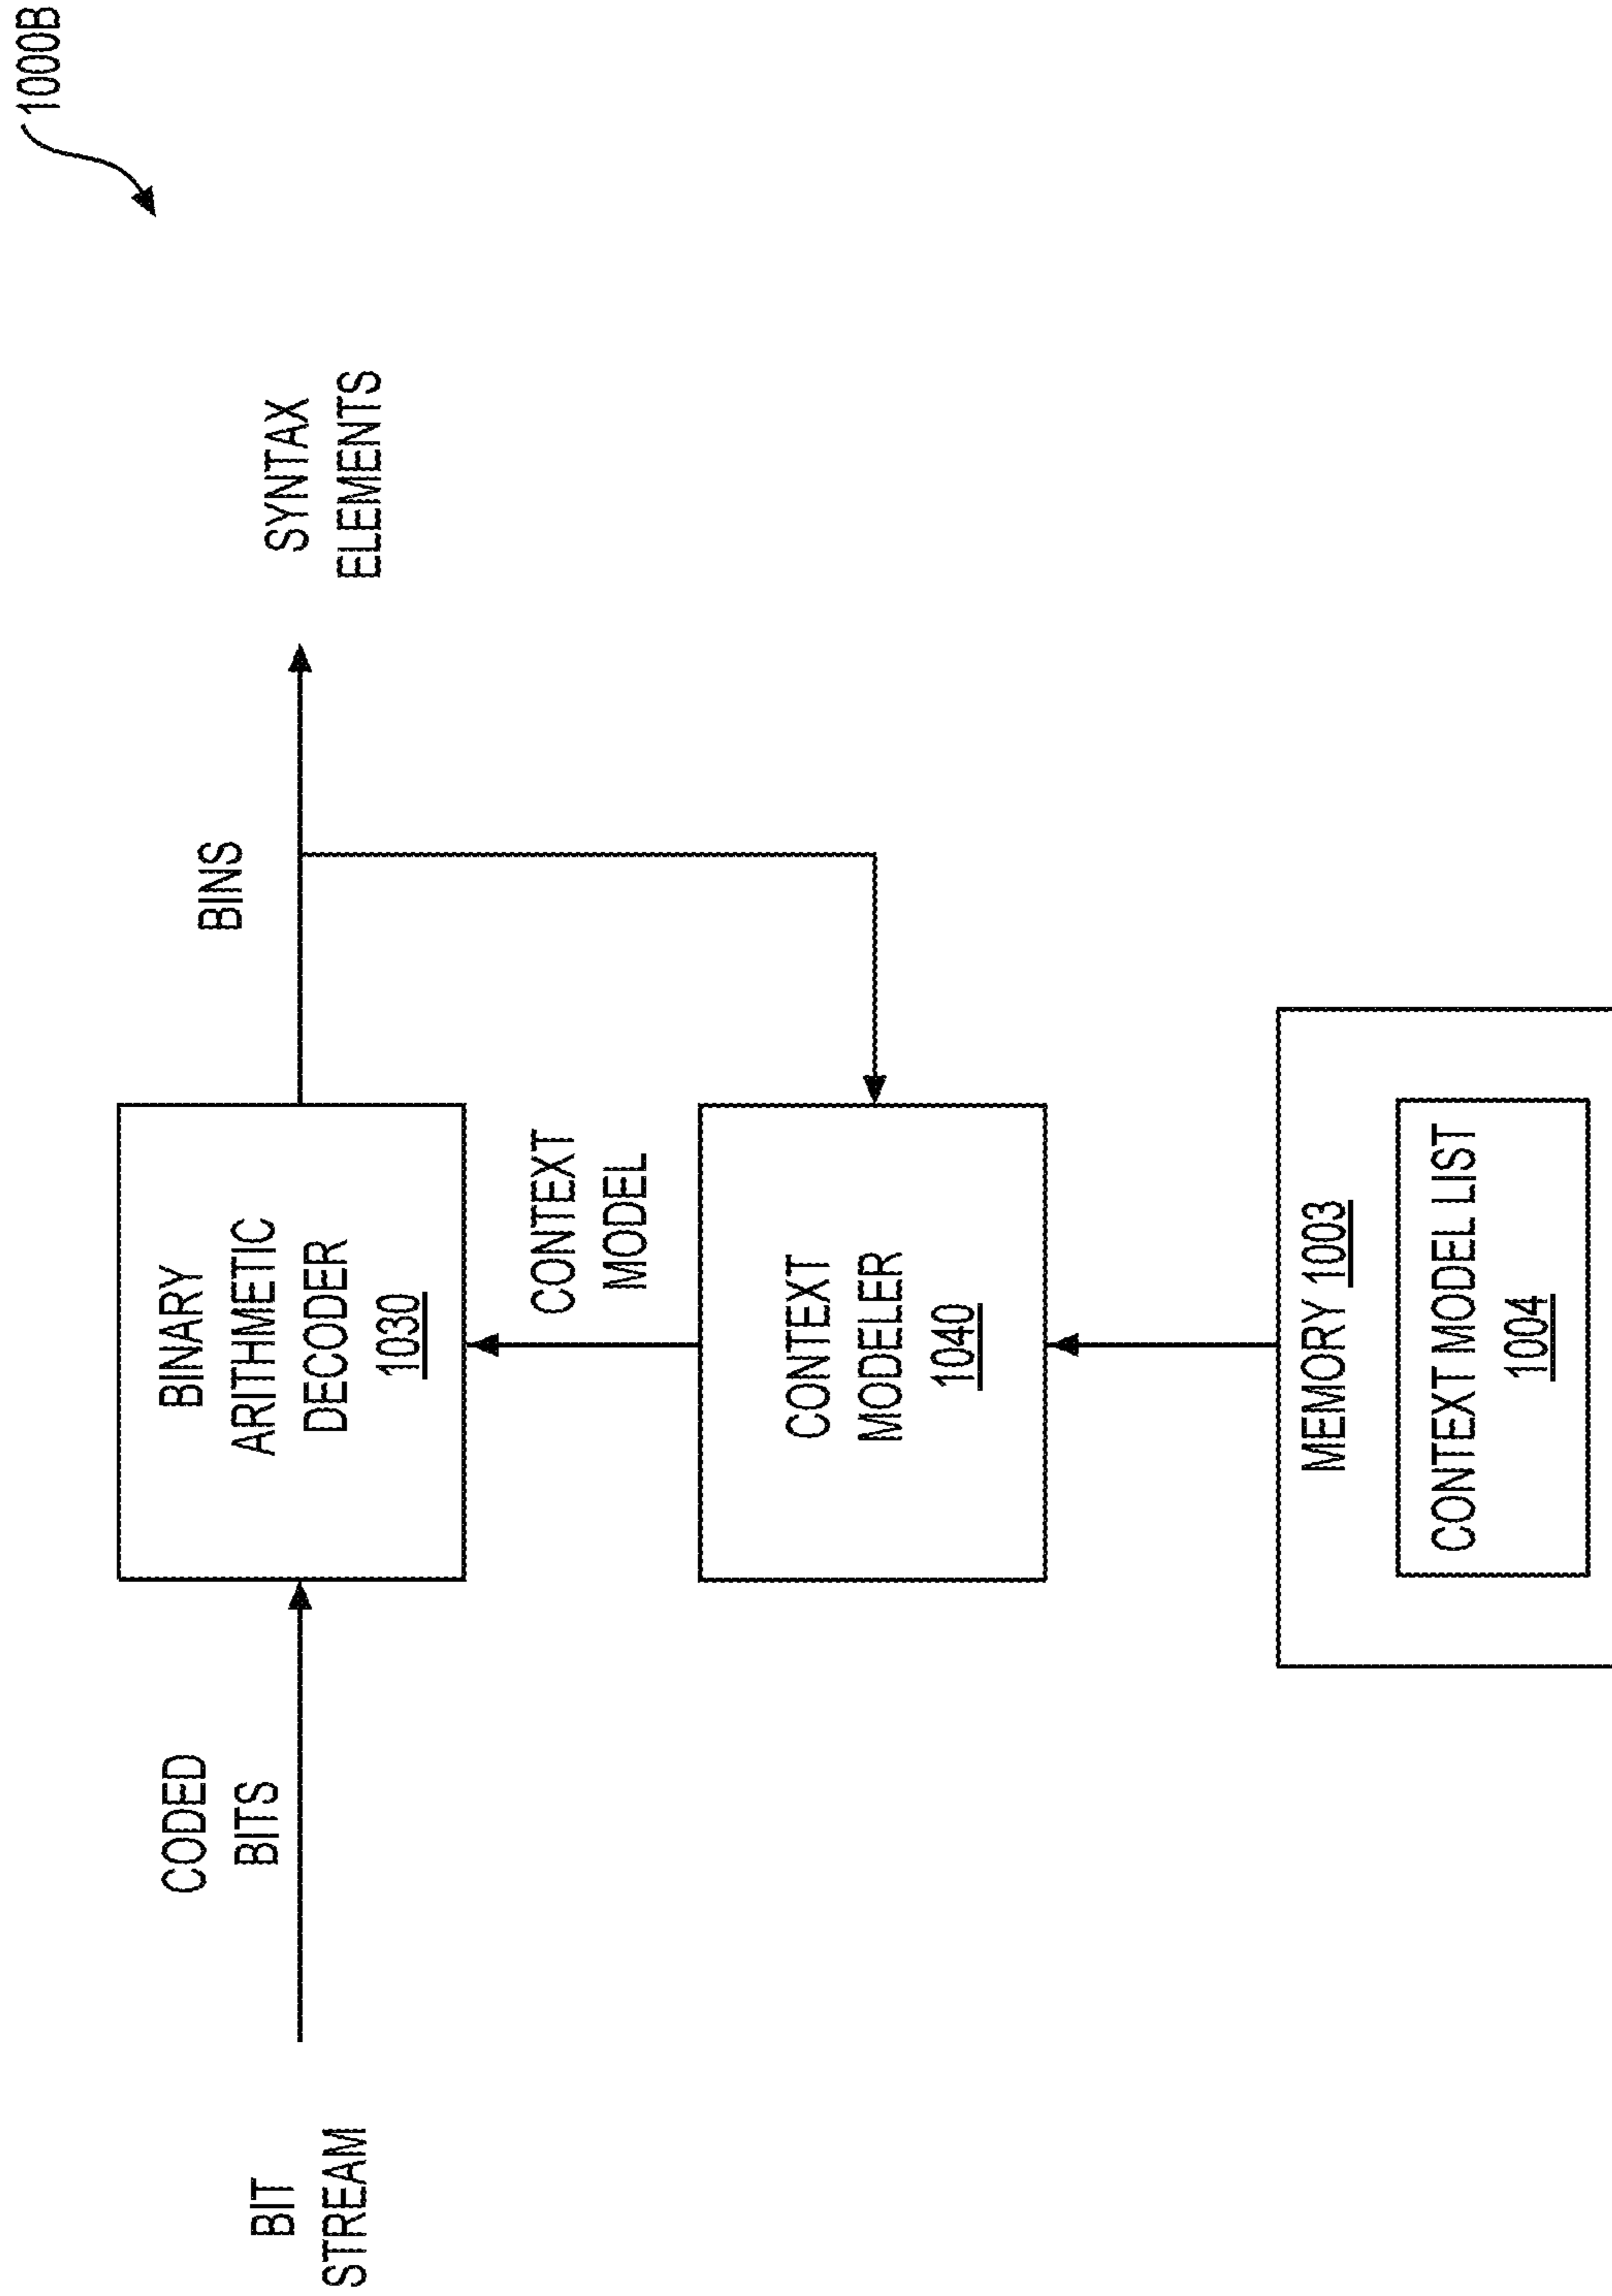 1000B
BIT
STREAM
CODED
BITS
BINARY
ARITHMETIC
DECODER
1030
BINS
SYNTAX
ELEMENTS
CONTEXT
MODEL
CONTEXT
MODELER
1040
MEMORY 1003
CONTEXT MODEL LIST
1004